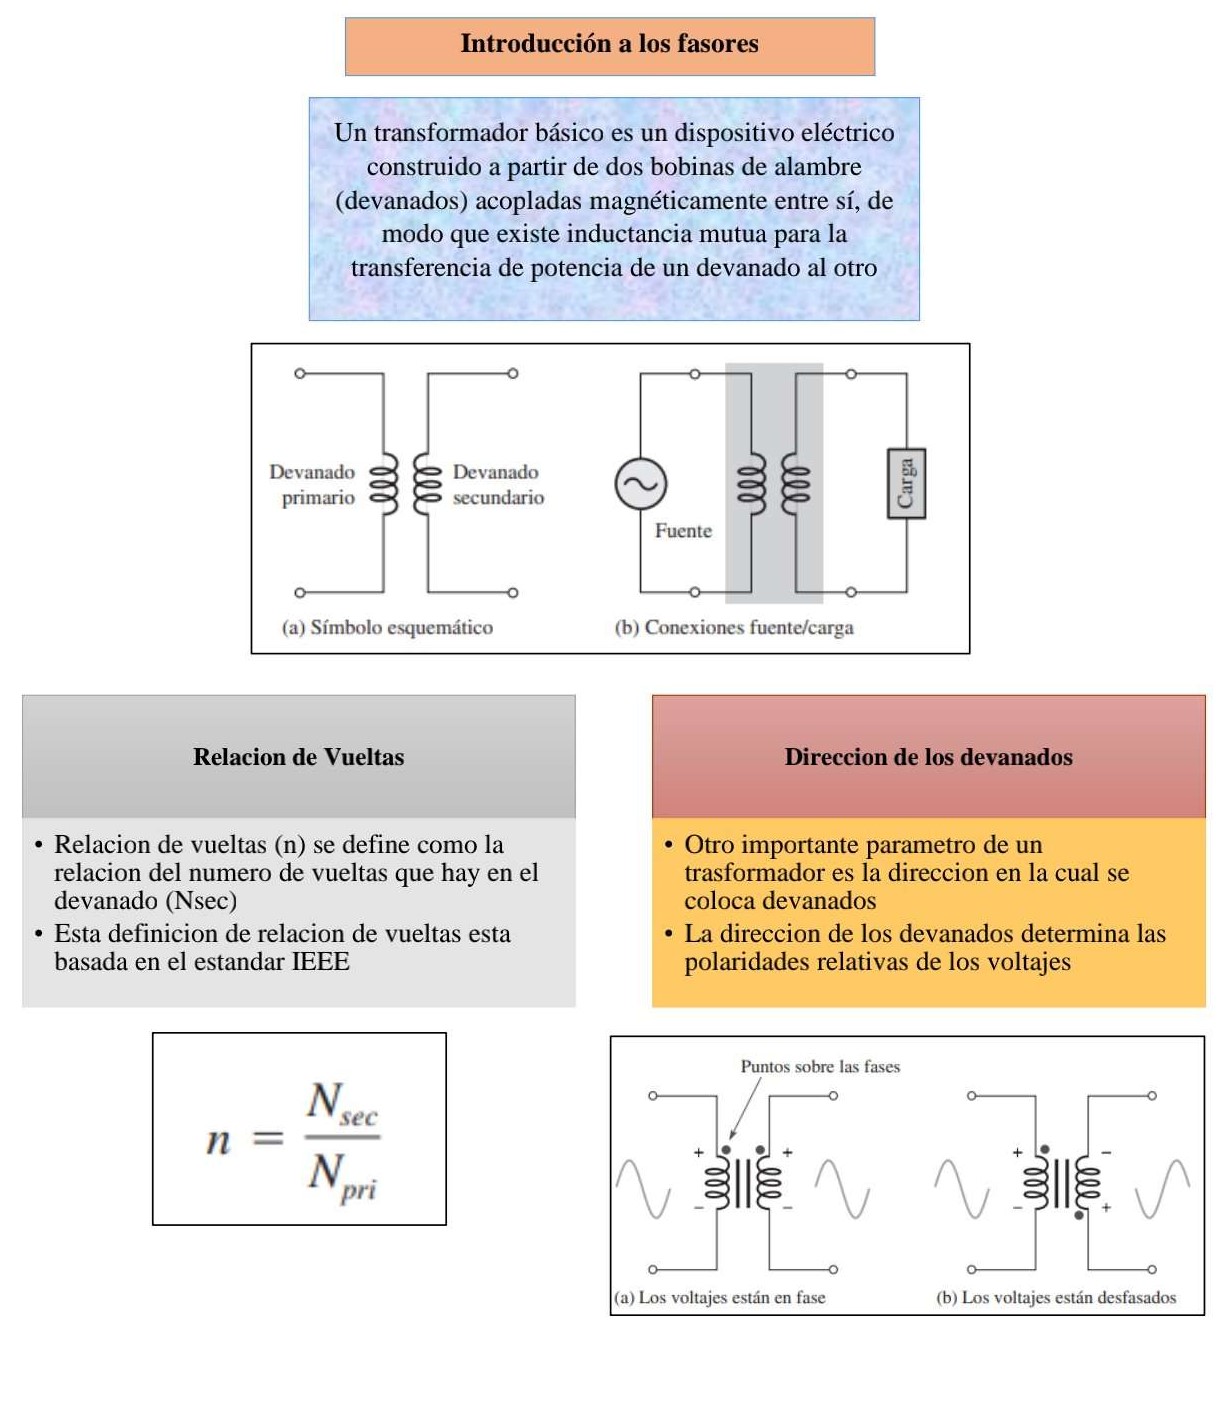 Introducción a los fasores
Un transformador básico es un dispositivo eléctrico
construido a partir de dos bobinas de alambre
(devanados) acopladas magnéticamente entre sí, de
modo que existe inductancia mutua para la
transferencia de potencia de un devanado al otro
Devanado
primario
Devanado
secundario
(a) Símbolo esquemático
Fuente
Carga
(b) Conexiones fuente/carga
Relacion de Vueltas
• Relacion de vueltas (n) se define como la
relacion del numero de vueltas que hay en el
devanado (Nsec)
• Esta definicion de relacion de vueltas esta
basada en el estandar IEEE
n = N_sec / N_pri
Direccion de los devanados
• Otro importante parametro de un
trasformador es la direccion en la cual se
coloca devanados
• La direccion de los devanados determina las
polaridades relativas de los voltajes
Puntos sobre las fases
+ +
− −
(a) Los voltajes están en fase
+ −
− +
(b) Los voltajes están desfasados